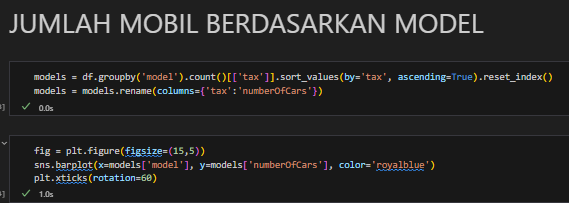 JUMLAH MOBIL BERDASARKAN MODEL
models = df.groupby('model').count()[['tax']].sort_values(by='tax', ascending=True).reset_index()
models = models.rename(columns={'tax':'numberOfCars'})
✓ 0.0s
fig = plt.figure(figsize=(15,5))
sns.barplot(x=models['model'], y=models['numberOfCars'], color='royalblue')
plt.xticks(rotation=60)
✓ 1.0s